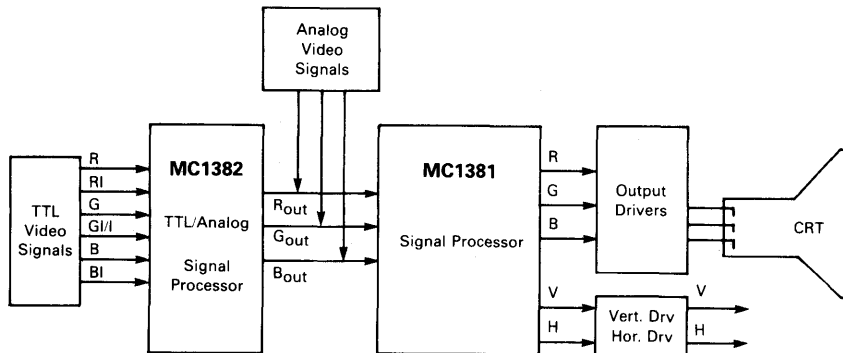 Analog
Video
Signals
TTL
Video
Signals
R
RI
G
GI/I
B
BI
MC1382
TTL/Analog
Signal
Processor
Rout
Gout
Bout
MC1381
Signal Processor
R
G
B
V
H
Output
Drivers
CRT
Vert. Drv
Hor. Drv
V
H